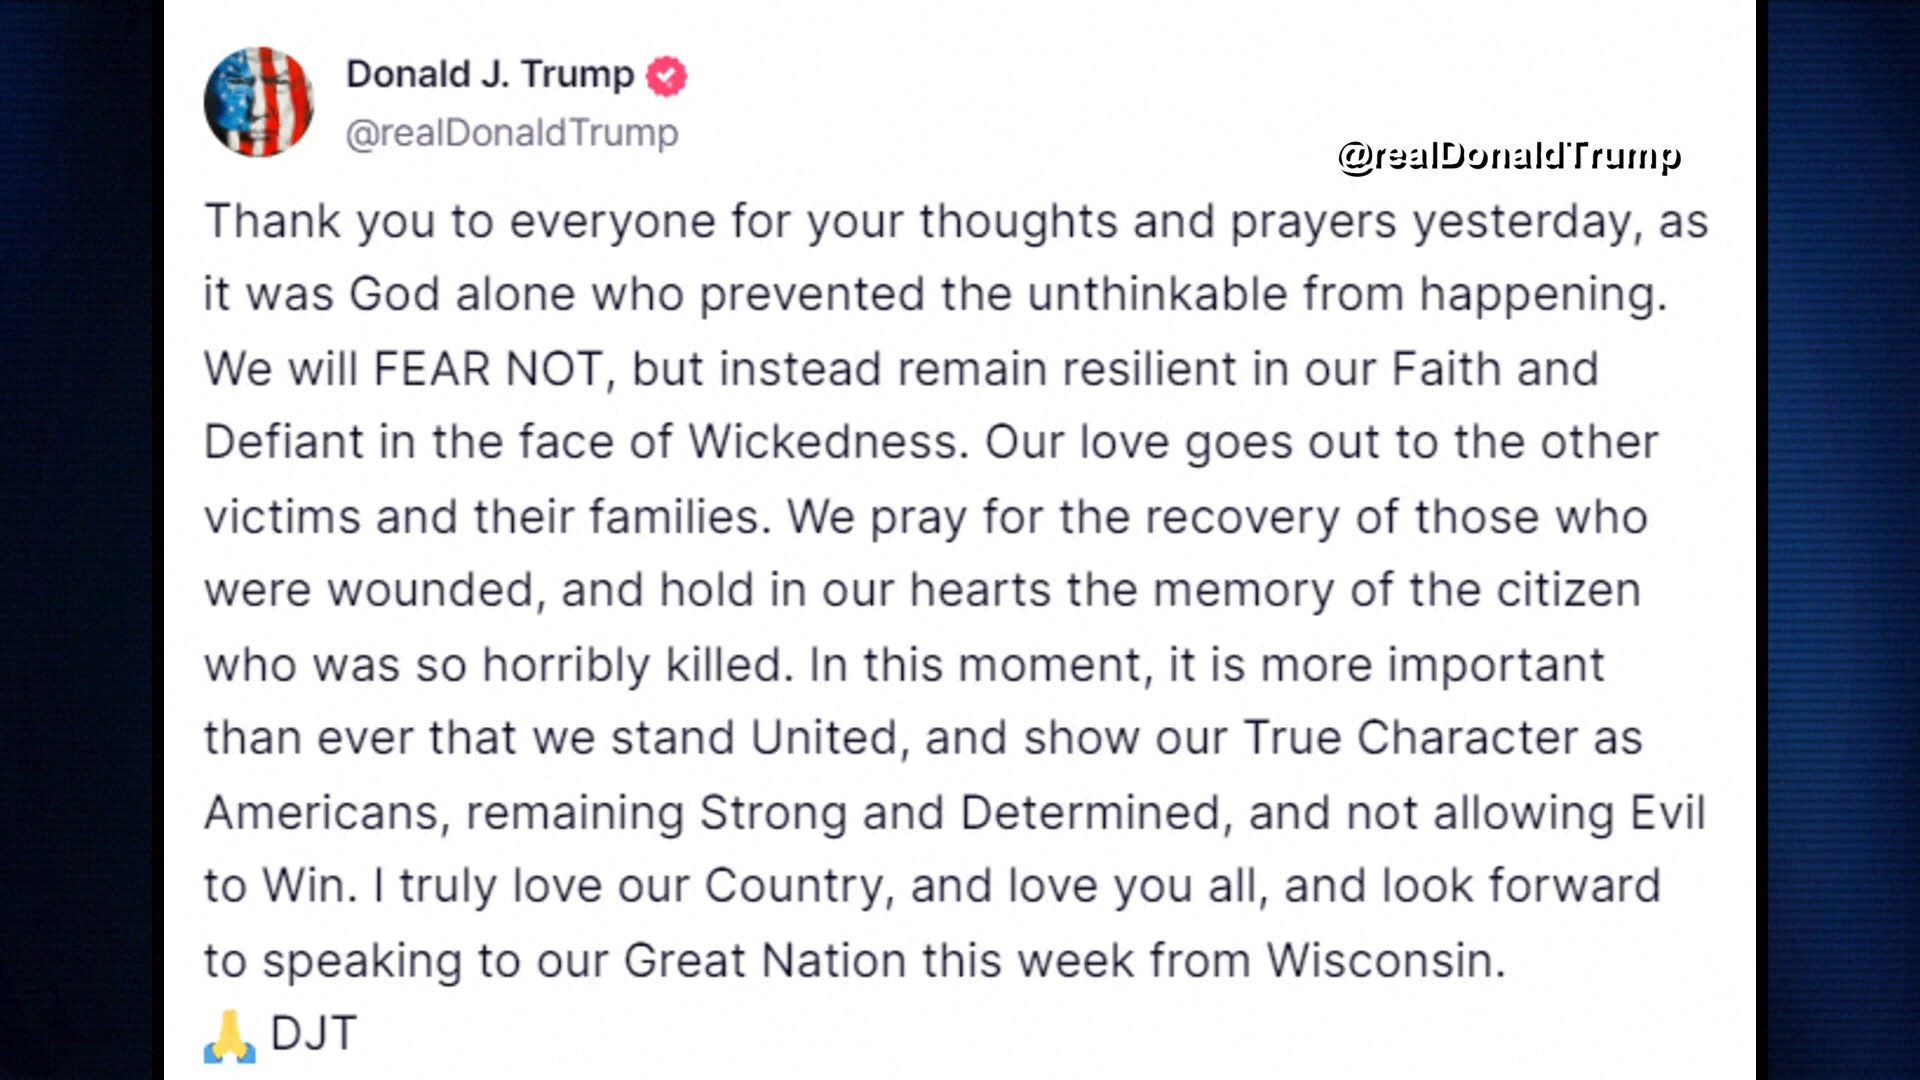 Donald J. Trump
@realDonaldTrump
@realDonaldTrump
Thank you to everyone for your thoughts and prayers yesterday, as
it was God alone who prevented the unthinkable from happening.
We will FEAR NOT, but instead remain resilient in our Faith and
Defiant in the face of Wickedness. Our love goes out to the other
victims and their families. We pray for the recovery of those who
were wounded, and hold in our hearts the memory of the citizen
who was so horribly killed. In this moment, it is more important
than ever that we stand United, and show our True Character as
Americans, remaining Strong and Determined, and not allowing Evil
to Win. I truly love our Country, and love you all, and look forward
to speaking to our Great Nation this week from Wisconsin.
🙏 DJT